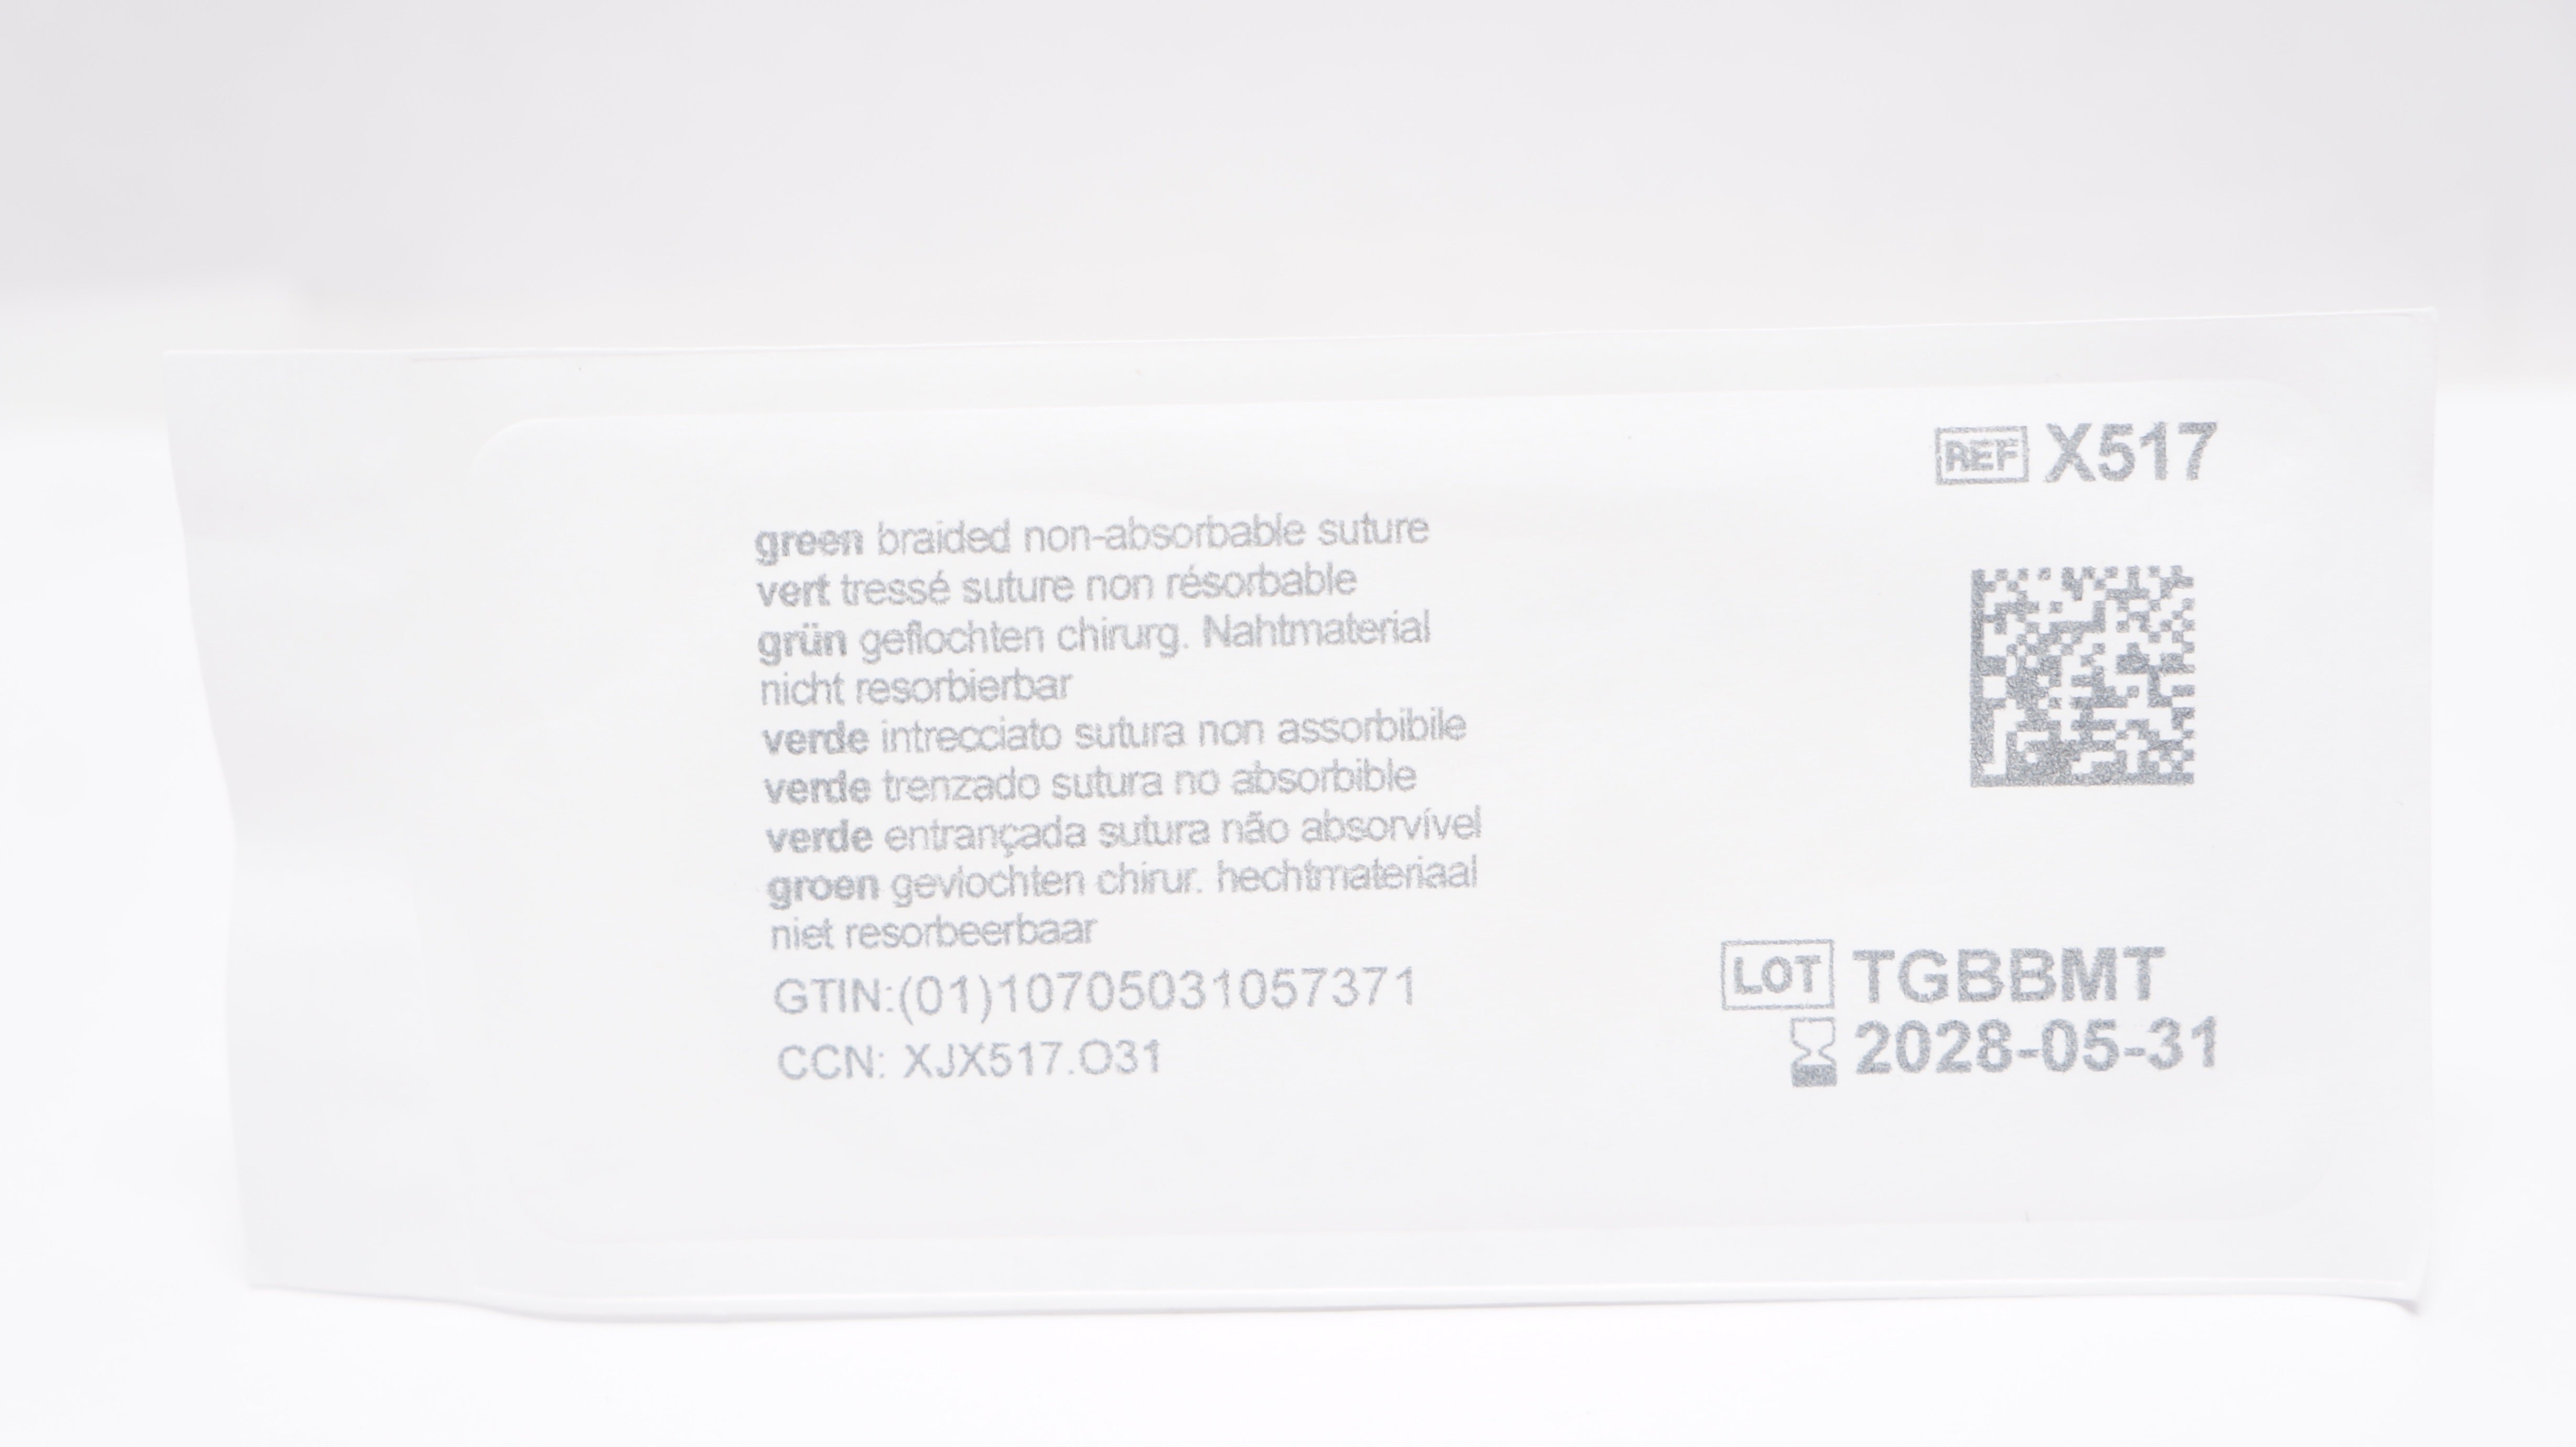 REF X517
green braided non-absorbable suture
vert tressé suture non résorbable
grün geflochten chirurg. Nahtmaterial
nicht resorbierbar
verde intrecciato sutura non assorbibile
verde trenzado sutura no absorbible
verde entrançada sutura não absorvível
groen gevlochten chirur. hechtmateriaal
niet resorbeerbaar
GTIN:(01)10705031057371
CCN: XJX517.O31
LOT TGBBMT
2028-05-31